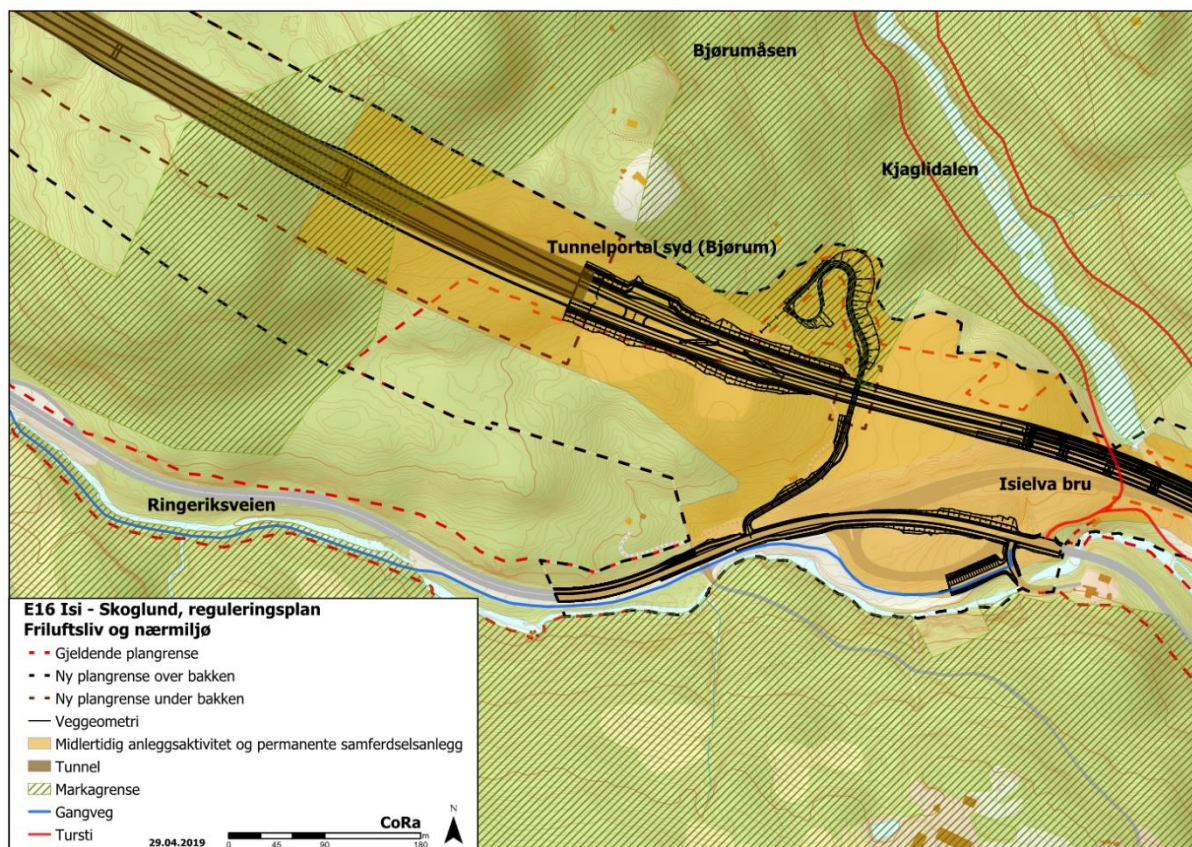 Bjørumåsen
Kjaglidalen
Tunnelportal syd (Bjørum)
Isielva bru
Ringeriksveien
E16 Isi - Skoglund, reguleringsplan
Friluftsliv og nærmiljø
Gjeldende plangrense
Ny plangrense over bakken
Ny plangrense under bakken
Veggeometri
Midlertidig anleggsaktivitet og permanente samferdselsanlegg
Tunnel
Markagrense
Gangveg
Tursti
29.04.2019
CoRa
N
0 45 90 180 m